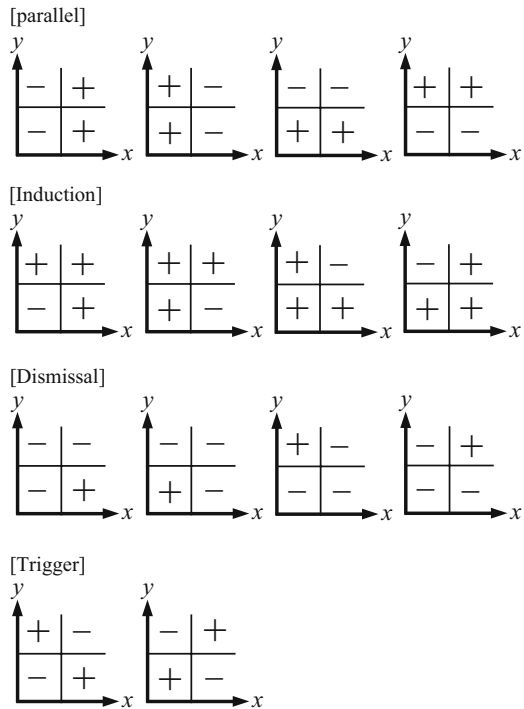 [parallel]
y y y y
− + + − − − + +
− + + − + + − −
x x x x
[Induction]
y y y y
+ + + + + − − +
− + + − + + + +
x x x x
[Dismissal]
y y y y
− − − − + − − +
− + + − − − − −
x x x x
[Trigger]
y y
+ − − +
− + + −
x x